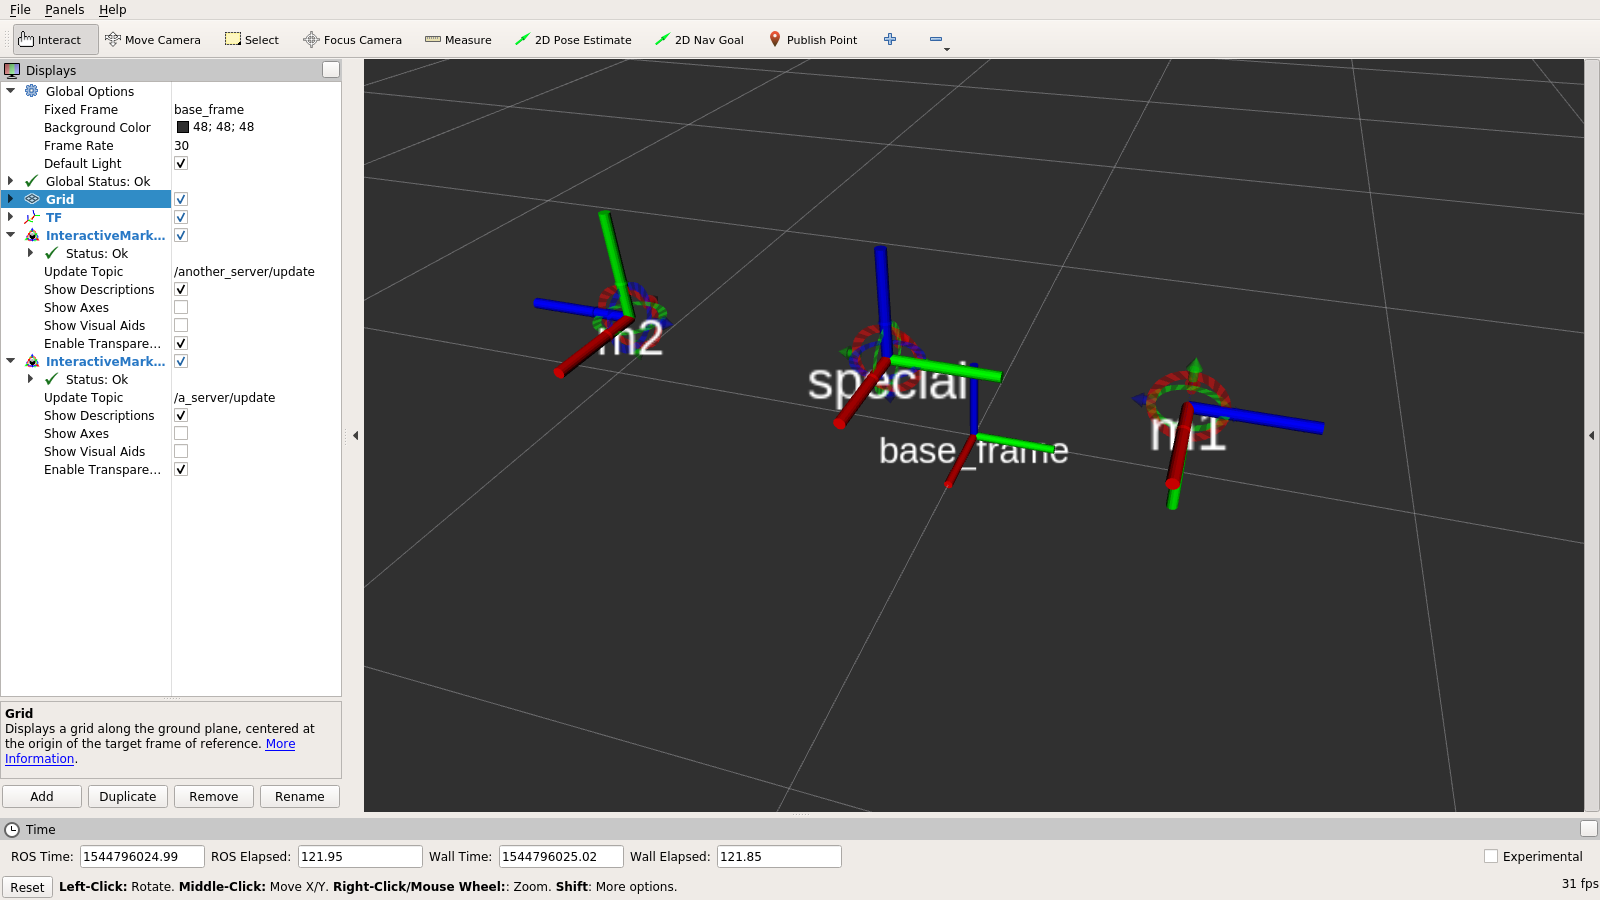 File Panels Help
Interact Move Camera Select Focus Camera Measure 2D Pose Estimate 2D Nav Goal Publish Point
Displays
Global Options
Fixed Frame base_frame
Background Color 48; 48; 48
Frame Rate 30
Default Light
Global Status: Ok
Grid
TF
InteractiveMark...
Status: Ok
Update Topic /another_server/update
Show Descriptions
Show Axes
Show Visual Aids
Enable Transpare...
InteractiveMark...
Status: Ok
Update Topic /a_server/update
Show Descriptions
Show Axes
Show Visual Aids
Enable Transpare...
Grid
Displays a grid along the ground plane, centered at
the origin of the target frame of reference. More
Information.
Add Duplicate Remove Rename
m2
special
base_frame
m1
Time
ROS Time: 1544796024.99 ROS Elapsed: 121.95 Wall Time: 1544796025.02 Wall Elapsed: 121.85 Experimental
Reset Left-Click: Rotate. Middle-Click: Move X/Y. Right-Click/Mouse Wheel:: Zoom. Shift: More options. 31 fps